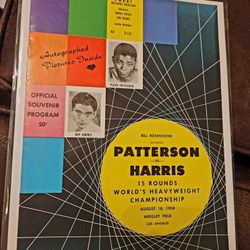 Autographed
Pictures Inside
FLOYD PATTERSON
OFFICIAL
SOUVENIR
PROGRAM
50¢
ROY HARRIS
BILL ROSENSOHN
presents
PATTERSON
vs
HARRIS
15 ROUNDS
WORLD'S HEAVYWEIGHT
CHAMPIONSHIP
AUGUST 18, 1958
WRIGLEY FIELD
LOS ANGELES